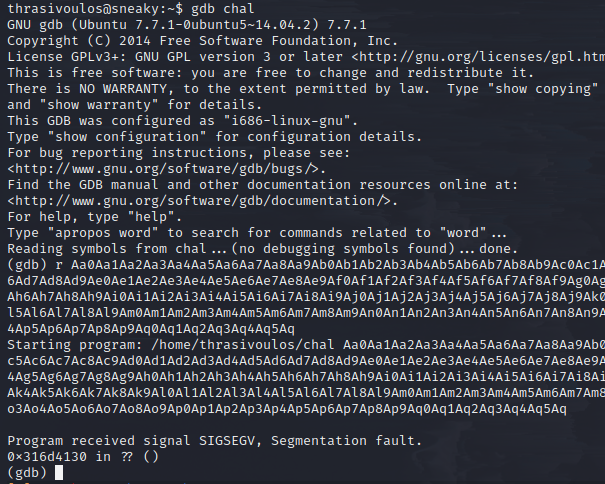 thrasivoulos@sneaky:~$ gdb chal
GNU gdb (Ubuntu 7.7.1-0ubuntu5~14.04.2) 7.7.1
Copyright (C) 2014 Free Software Foundation, Inc.
License GPLv3+: GNU GPL version 3 or later <http://gnu.org/licenses/gpl.htm
This is free software: you are free to change and redistribute it.
There is NO WARRANTY, to the extent permitted by law.  Type "show copying"
and "show warranty" for details.
This GDB was configured as "i686-linux-gnu".
Type "show configuration" for configuration details.
For bug reporting instructions, please see:
<http://www.gnu.org/software/gdb/bugs/>.
Find the GDB manual and other documentation resources online at:
<http://www.gnu.org/software/gdb/documentation/>.
For help, type "help".
Type "apropos word" to search for commands related to "word"...
Reading symbols from chal...(no debugging symbols found)...done.
(gdb) r Aa0Aa1Aa2Aa3Aa4Aa5Aa6Aa7Aa8Aa9Ab0Ab1Ab2Ab3Ab4Ab5Ab6Ab7Ab8Ab9Ac0Ac1A
6Ad7Ad8Ad9Ae0Ae1Ae2Ae3Ae4Ae5Ae6Ae7Ae8Ae9Af0Af1Af2Af3Af4Af5Af6Af7Af8Af9Ag0Ag
Ah6Ah7Ah8Ah9Ai0Ai1Ai2Ai3Ai4Ai5Ai6Ai7Ai8Ai9Aj0Aj1Aj2Aj3Aj4Aj5Aj6Aj7Aj8Aj9Ak0
l5Al6Al7Al8Al9Am0Am1Am2Am3Am4Am5Am6Am7Am8Am9An0An1An2An3An4An5An6An7An8An9A
4Ap5Ap6Ap7Ap8Ap9Aq0Aq1Aq2Aq3Aq4Aq5Aq
Starting program: /home/thrasivoulos/chal Aa0Aa1Aa2Aa3Aa4Aa5Aa6Aa7Aa8Aa9Ab0
c5Ac6Ac7Ac8Ac9Ad0Ad1Ad2Ad3Ad4Ad5Ad6Ad7Ad8Ad9Ae0Ae1Ae2Ae3Ae4Ae5Ae6Ae7Ae8Ae9A
4Ag5Ag6Ag7Ag8Ag9Ah0Ah1Ah2Ah3Ah4Ah5Ah6Ah7Ah8Ah9Ai0Ai1Ai2Ai3Ai4Ai5Ai6Ai7Ai8Ai
Ak4Ak5Ak6Ak7Ak8Ak9Al0Al1Al2Al3Al4Al5Al6Al7Al8Al9Am0Am1Am2Am3Am4Am5Am6Am7Am8
o3Ao4Ao5Ao6Ao7Ao8Ao9Ap0Ap1Ap2Ap3Ap4Ap5Ap6Ap7Ap8Ap9Aq0Aq1Aq2Aq3Aq4Aq5Aq
Program received signal SIGSEGV, Segmentation fault.
0x316d4130 in ?? ()
(gdb)